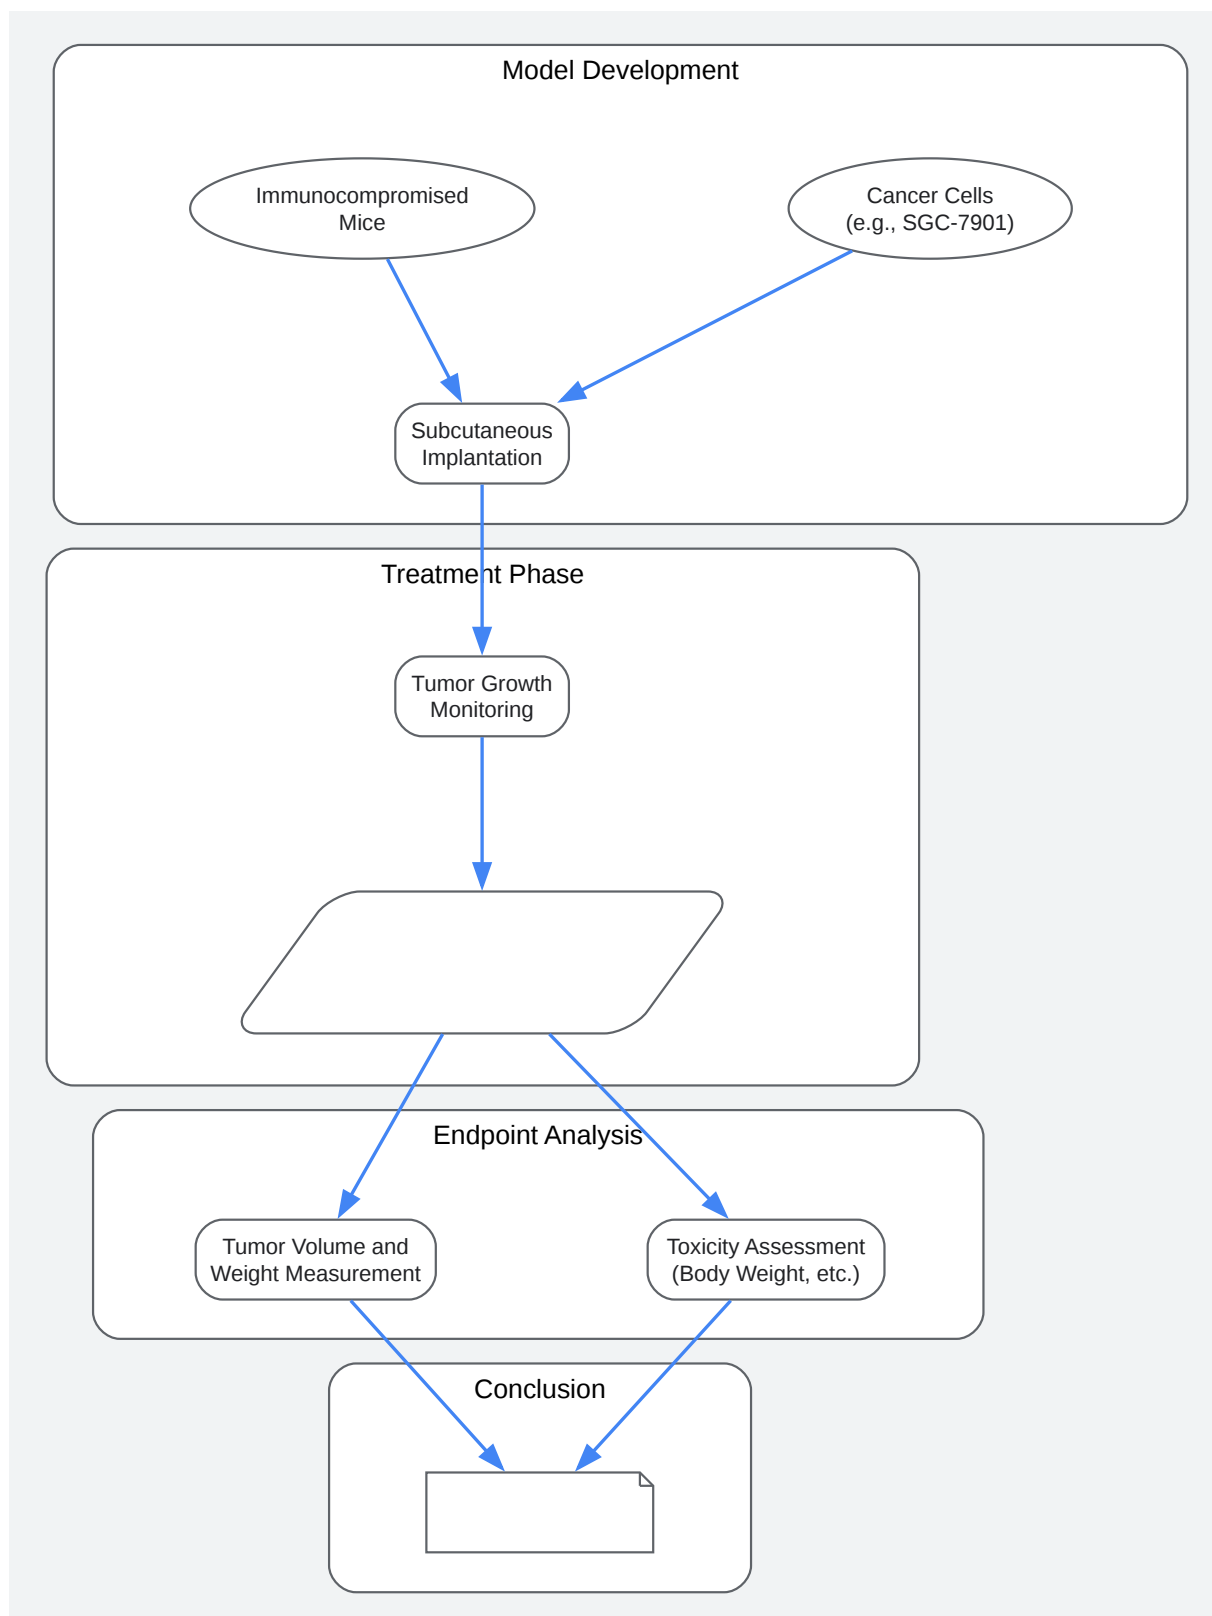 Model Development
Immunocompromised
Mice
Cancer Cells
(e.g., SGC-7901)
Subcutaneous
Implantation
Treatment Phase
Tumor Growth
Monitoring
Endpoint Analysis
Tumor Volume and
Weight Measurement
Toxicity Assessment
(Body Weight, etc.)
Conclusion